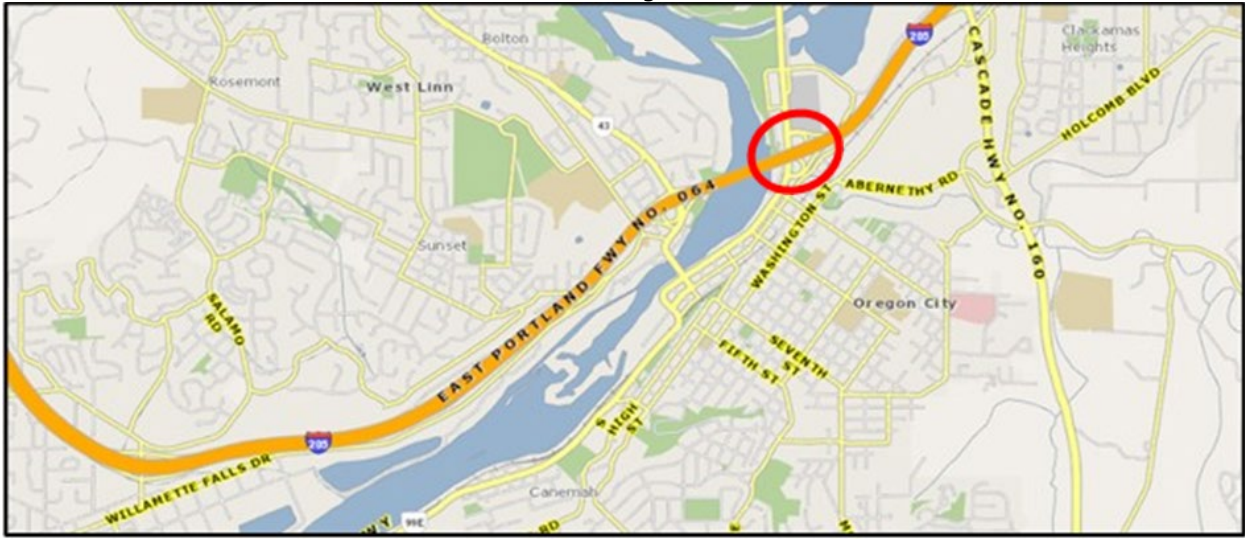 Bolton
205
Clackamas
Heights
CASCADE HWY NO. 160
Rosemont
West Linn
HOLCOMB BLVD
43
ABERNETHY RD
EAST PORTLAND FWY NO. 064
WASHINGTON ST
Sunset
SALAMO
RD
Oregon City
SEVENTH
ST
FIFTH ST
S
HIGH
ST
205
WILLAMETTE FALLS DR
Canemah
99E
WY
RD